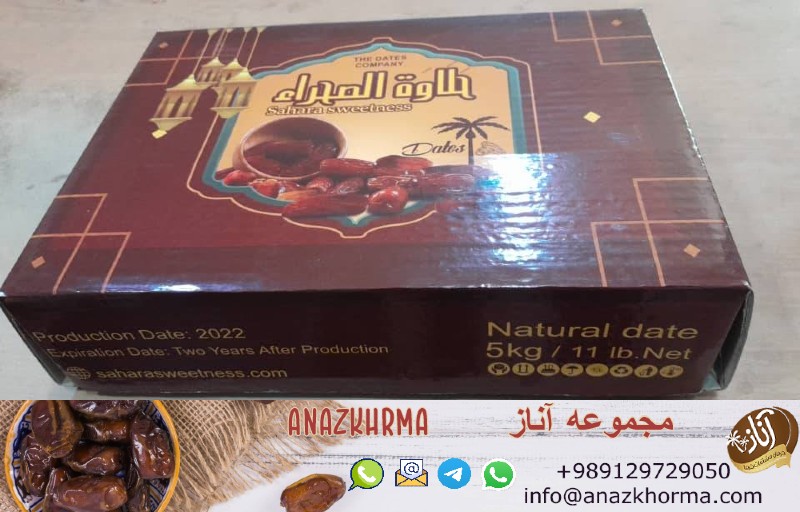 THE DATES
COMPANY
حلاوة الصحراء
Sahara sweetness
Dates
Production Date: 2022
Expiration Date: Two Years After Production
saharasweetness.com
Natural date
5kg / 11 lb.Net
ANAZKHRMA
مجموعه آناز
آناز
+989129729050
info@anazkhorma.com